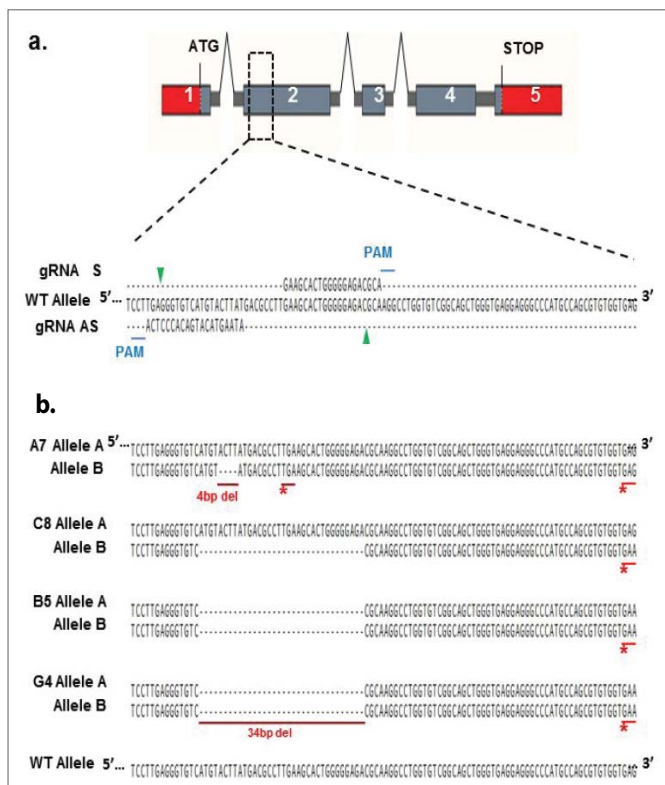 a.
ATG
STOP
1
2
3
4
5
PAM
gRNA S ............................... GAAGCACTGGGGGAGACGCA ...................................................
WT Allele 5'... TCCTTGAGGGTGTCATGTACTTATGACGCCTTGAAGCACTGGGGGAGACGCAAGGCCTGGTGTCGGCAGCTGGGTGAGGAGGGCCCATGCCAGCGTGTGGTGAG ... 3'
gRNA AS ....ACTCCCACAGTACATGAATA................................................................................
PAM
b.
A7 Allele A 5'... TCCTTGAGGGTGTCATGTACTTATGACGCCTTGAAGCACTGGGGGAGACGCAAGGCCTGGTGTCGGCAGCTGGGTGAGGAGGGCCCATGCCAGCGTGTGGTGAG ... 3'
Allele B TCCTTGAGGGTGTCATGT....ATGACGCCTTGAAGCACTGGGGGAGACGCAAGGCCTGGTGTCGGCAGCTGGGTGAGGAGGGCCCATGCCAGCGTGTGGTGAG
4bp del * *
C8 Allele A TCCTTGAGGGTGTCATGTACTTATGACGCCTTGAAGCACTGGGGGAGACGCAAGGCCTGGTGTCGGCAGCTGGGTGAGGAGGGCCCATGCCAGCGTGTGGTGAG
Allele B TCCTTGAGGGTGTC..................................CGCAAGGCCTGGTGTCGGCAGCTGGGTGAGGAGGGCCCATGCCAGCGTGTGGTGAA
*
B5 Allele A TCCTTGAGGGTGTC..................................CGCAAGGCCTGGTGTCGGCAGCTGGGTGAGGAGGGCCCATGCCAGCGTGTGGTGAA
Allele B TCCTTGAGGGTGTC..................................CGCAAGGCCTGGTGTCGGCAGCTGGGTGAGGAGGGCCCATGCCAGCGTGTGGTGAA
*
G4 Allele A TCCTTGAGGGTGTC..................................CGCAAGGCCTGGTGTCGGCAGCTGGGTGAGGAGGGCCCATGCCAGCGTGTGGTGAA
Allele B TCCTTGAGGGTGTC..................................CGCAAGGCCTGGTGTCGGCAGCTGGGTGAGGAGGGCCCATGCCAGCGTGTGGTGAA
34bp del *
WT Allele 5'... TCCTTGAGGGTGTCATGTACTTATGACGCCTTGAAGCACTGGGGGAGACGCAAGGCCTGGTGTCGGCAGCTGGGTGAGGAGGGCCCATGCCAGCGTGTGGTGAG ... 3'